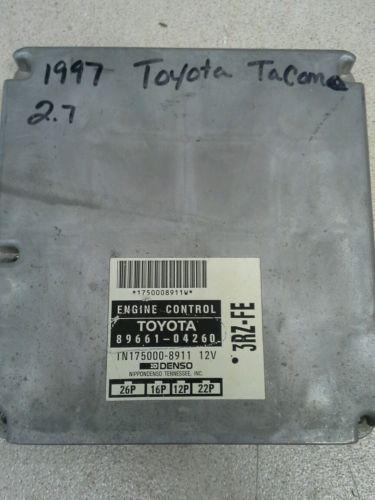 1997 Toyota Tacoma
2.7
*1750008911W*
ENGINE CONTROL
TOYOTA
89661-04260
TN175000-8911 12V
DENSO
NIPPONDENSO TENNESSEE, INC.
26P 16P 12P 22P
• 3RZ-FE